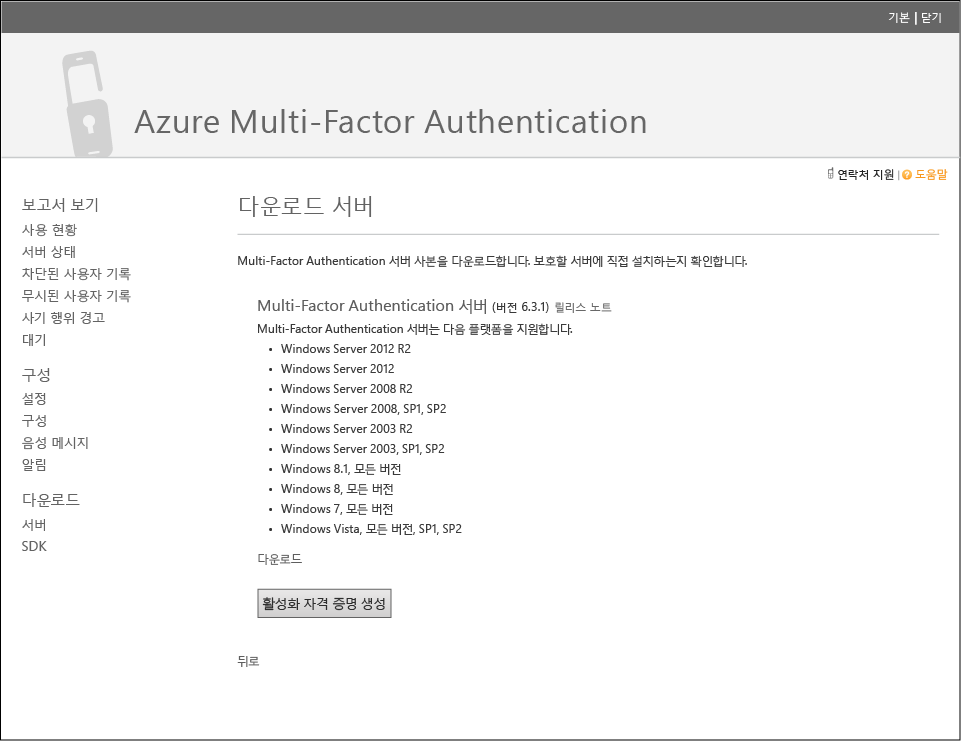 기본 | 닫기
Azure Multi-Factor Authentication
연락처 지원 | 도움말
보고서 보기
사용 현황
서버 상태
차단된 사용자 기록
무시된 사용자 기록
사기 행위 경고
대기
구성
설정
구성
음성 메시지
알림
다운로드
서버
SDK
다운로드 서버
Multi-Factor Authentication 서버 사본을 다운로드합니다. 보호할 서버에 직접 설치하는지 확인합니다.
Multi-Factor Authentication 서버 (버전 6.3.1) 릴리스 노트
Multi-Factor Authentication 서버는 다음 플랫폼을 지원합니다.
• Windows Server 2012 R2
• Windows Server 2012
• Windows Server 2008 R2
• Windows Server 2008, SP1, SP2
• Windows Server 2003 R2
• Windows Server 2003, SP1, SP2
• Windows 8.1, 모든 버전
• Windows 8, 모든 버전
• Windows 7, 모든 버전
• Windows Vista, 모든 버전, SP1, SP2
다운로드
활성화 자격 증명 생성
뒤로